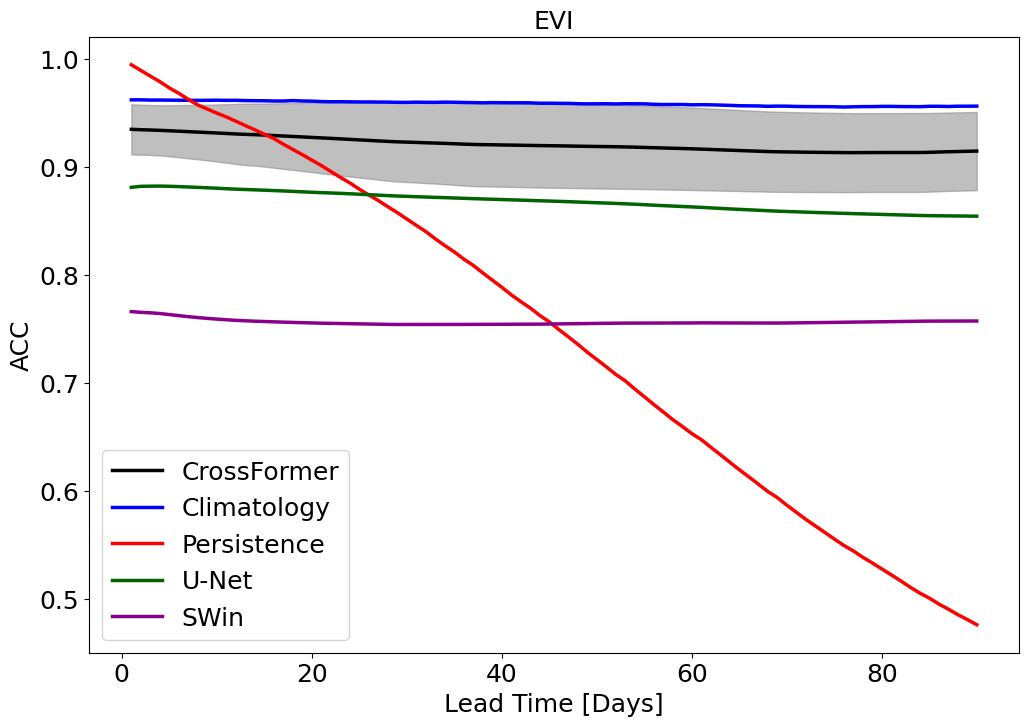 EVI
1.0
0.9
0.8
0.7
0.6
0.5
ACC
CrossFormer
Climatology
Persistence
U-Net
SWin
0 20 40 60 80
Lead Time [Days]